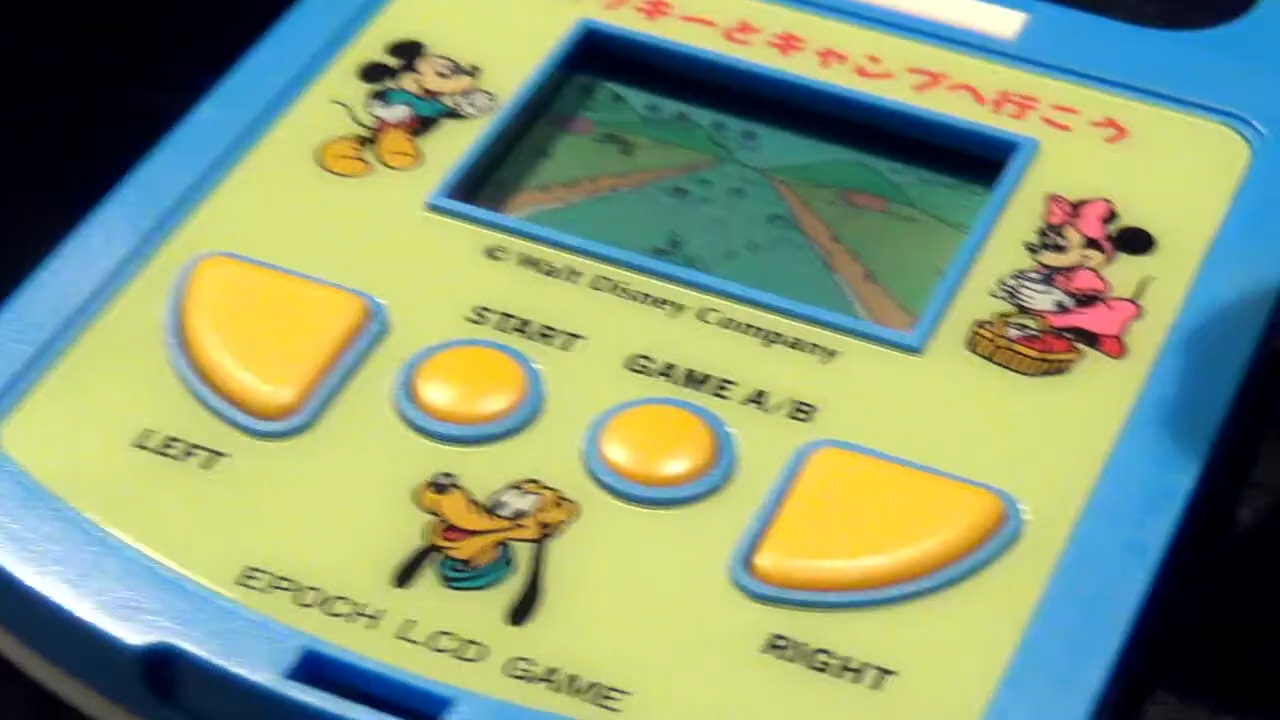 ッキーとキャンプへ行こう
© Walt Disney Company
START
GAME A/B
LEFT
RIGHT
EPOCH LCD GAME